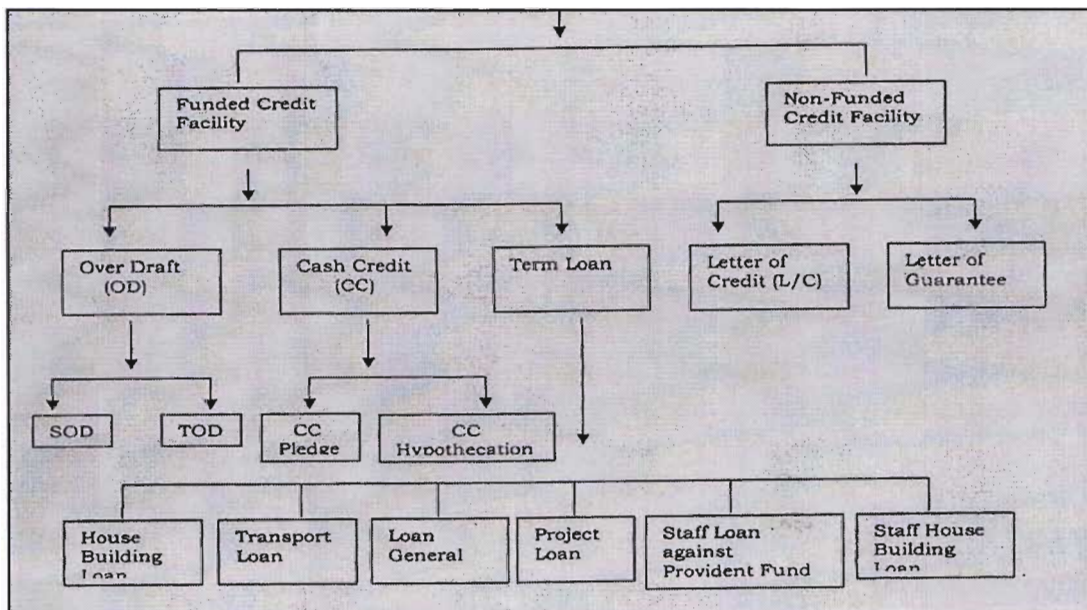 Funded Credit
Facility
Non-Funded
Credit Facility
Over Draft
(OD)
Cash Credit
(CC)
Term Loan
Letter of
Credit (L/C)
Letter of
Guarantee
SOD
TOD
CC
Pledge
CC
Hypothecation
House
Building
Loan
Transport
Loan
Loan
General
Project
Loan
Staff Loan
against
Provident Fund
Staff House
Building
Loan